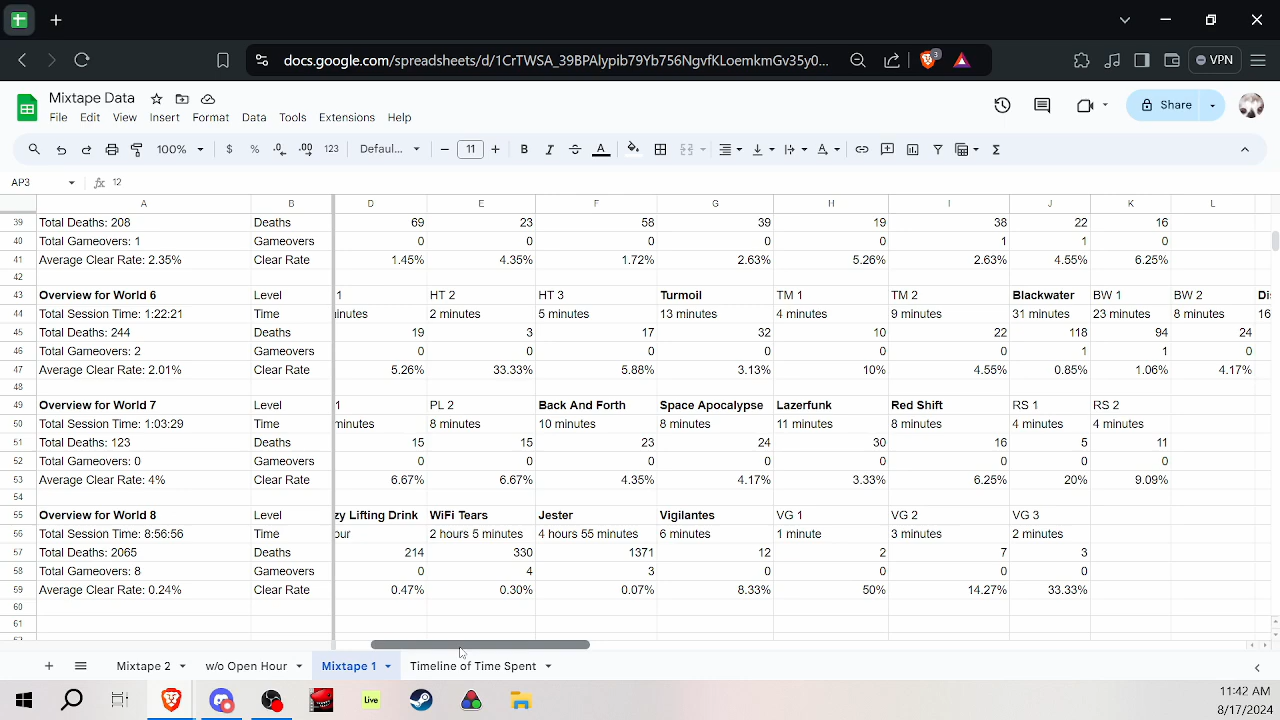 docs.google.com/spreadsheets/d/1CrTWSA_39BPAlypib79Yb756NgvfKLoemkmGv35y0...
3
VPN
Mixtape Data
File Edit View Insert Format Data Tools Extensions Help
Share
100% $ % .0 .00 123 Defaul... 11 B I A
AP3 fx 12
A B D E F G H I J K L
39 Total Deaths: 208 Deaths 69 23 58 39 19 38 22 16
40 Total Gameovers: 1 Gameovers 0 0 0 0 0 1 1 0
41 Average Clear Rate: 2.35% Clear Rate 1.45% 4.35% 1.72% 2.63% 5.26% 2.63% 4.55% 6.25%
42
43 Overview for World 6 Level 1 HT 2 HT 3 Turmoil TM 1 TM 2 Blackwater BW 1 BW 2 Di
44 Total Session Time: 1:22:21 Time inutes 2 minutes 5 minutes 13 minutes 4 minutes 9 minutes 31 minutes 23 minutes 8 minutes 16
45 Total Deaths: 244 Deaths 19 3 17 32 10 22 118 94 24
46 Total Gameovers: 2 Gameovers 0 0 0 0 0 0 1 1 0
47 Average Clear Rate: 2.01% Clear Rate 5.26% 33.33% 5.88% 3.13% 10% 4.55% 0.85% 1.06% 4.17%
48
49 Overview for World 7 Level 1 PL 2 Back And Forth Space Apocalypse Lazerfunk Red Shift RS 1 RS 2
50 Total Session Time: 1:03:29 Time minutes 8 minutes 10 minutes 8 minutes 11 minutes 8 minutes 4 minutes 4 minutes
51 Total Deaths: 123 Deaths 15 15 23 24 30 16 5 11
52 Total Gameovers: 0 Gameovers 0 0 0 0 0 0 0 0
53 Average Clear Rate: 4% Clear Rate 6.67% 6.67% 4.35% 4.17% 3.33% 6.25% 20% 9.09%
54
55 Overview for World 8 Level zy Lifting Drink WiFi Tears Jester Vigilantes VG 1 VG 2 VG 3
56 Total Session Time: 8:56:56 Time our 2 hours 5 minutes 4 hours 55 minutes 6 minutes 1 minute 3 minutes 2 minutes
57 Total Deaths: 2065 Deaths 214 330 1371 12 2 7 3
58 Total Gameovers: 8 Gameovers 0 4 3 0 0 0 0
59 Average Clear Rate: 0.24% Clear Rate 0.47% 0.30% 0.07% 8.33% 50% 14.27% 33.33%
60
61
Mixtape 2 w/o Open Hour Mixtape 1 Timeline of Time Spent
Live
11:42 AM
8/17/2024